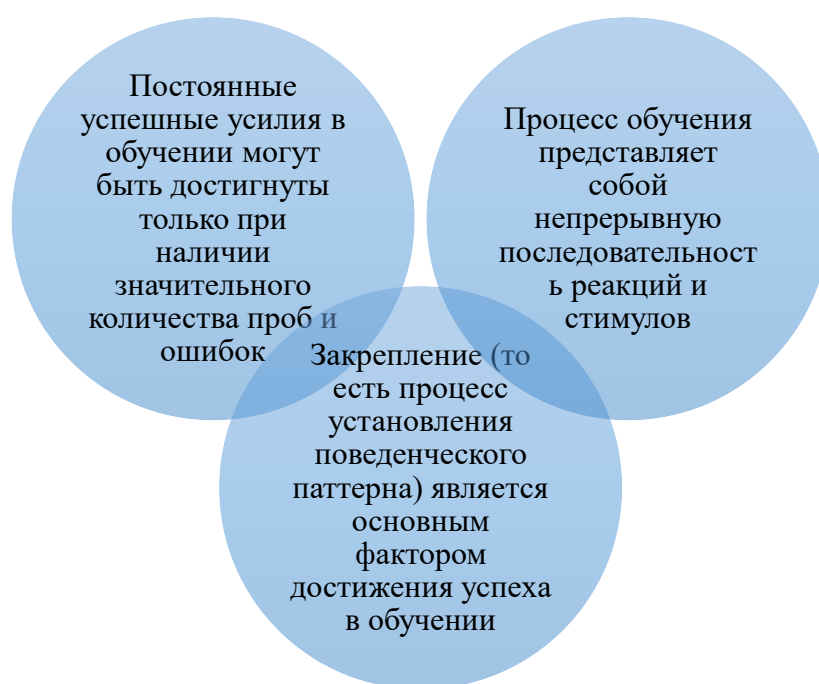 Постоянные
успешные усилия в
обучении могут
быть достигнуты
только при
наличии
значительного
количества проб и
ошибок
Процесс обучения
представляет
собой
непрерывную
последовательност
ь реакций и
стимулов
Закрепление (то
есть процесс
установления
поведенческого
паттерна) является
основным
фактором
достижения успеха
в обучении